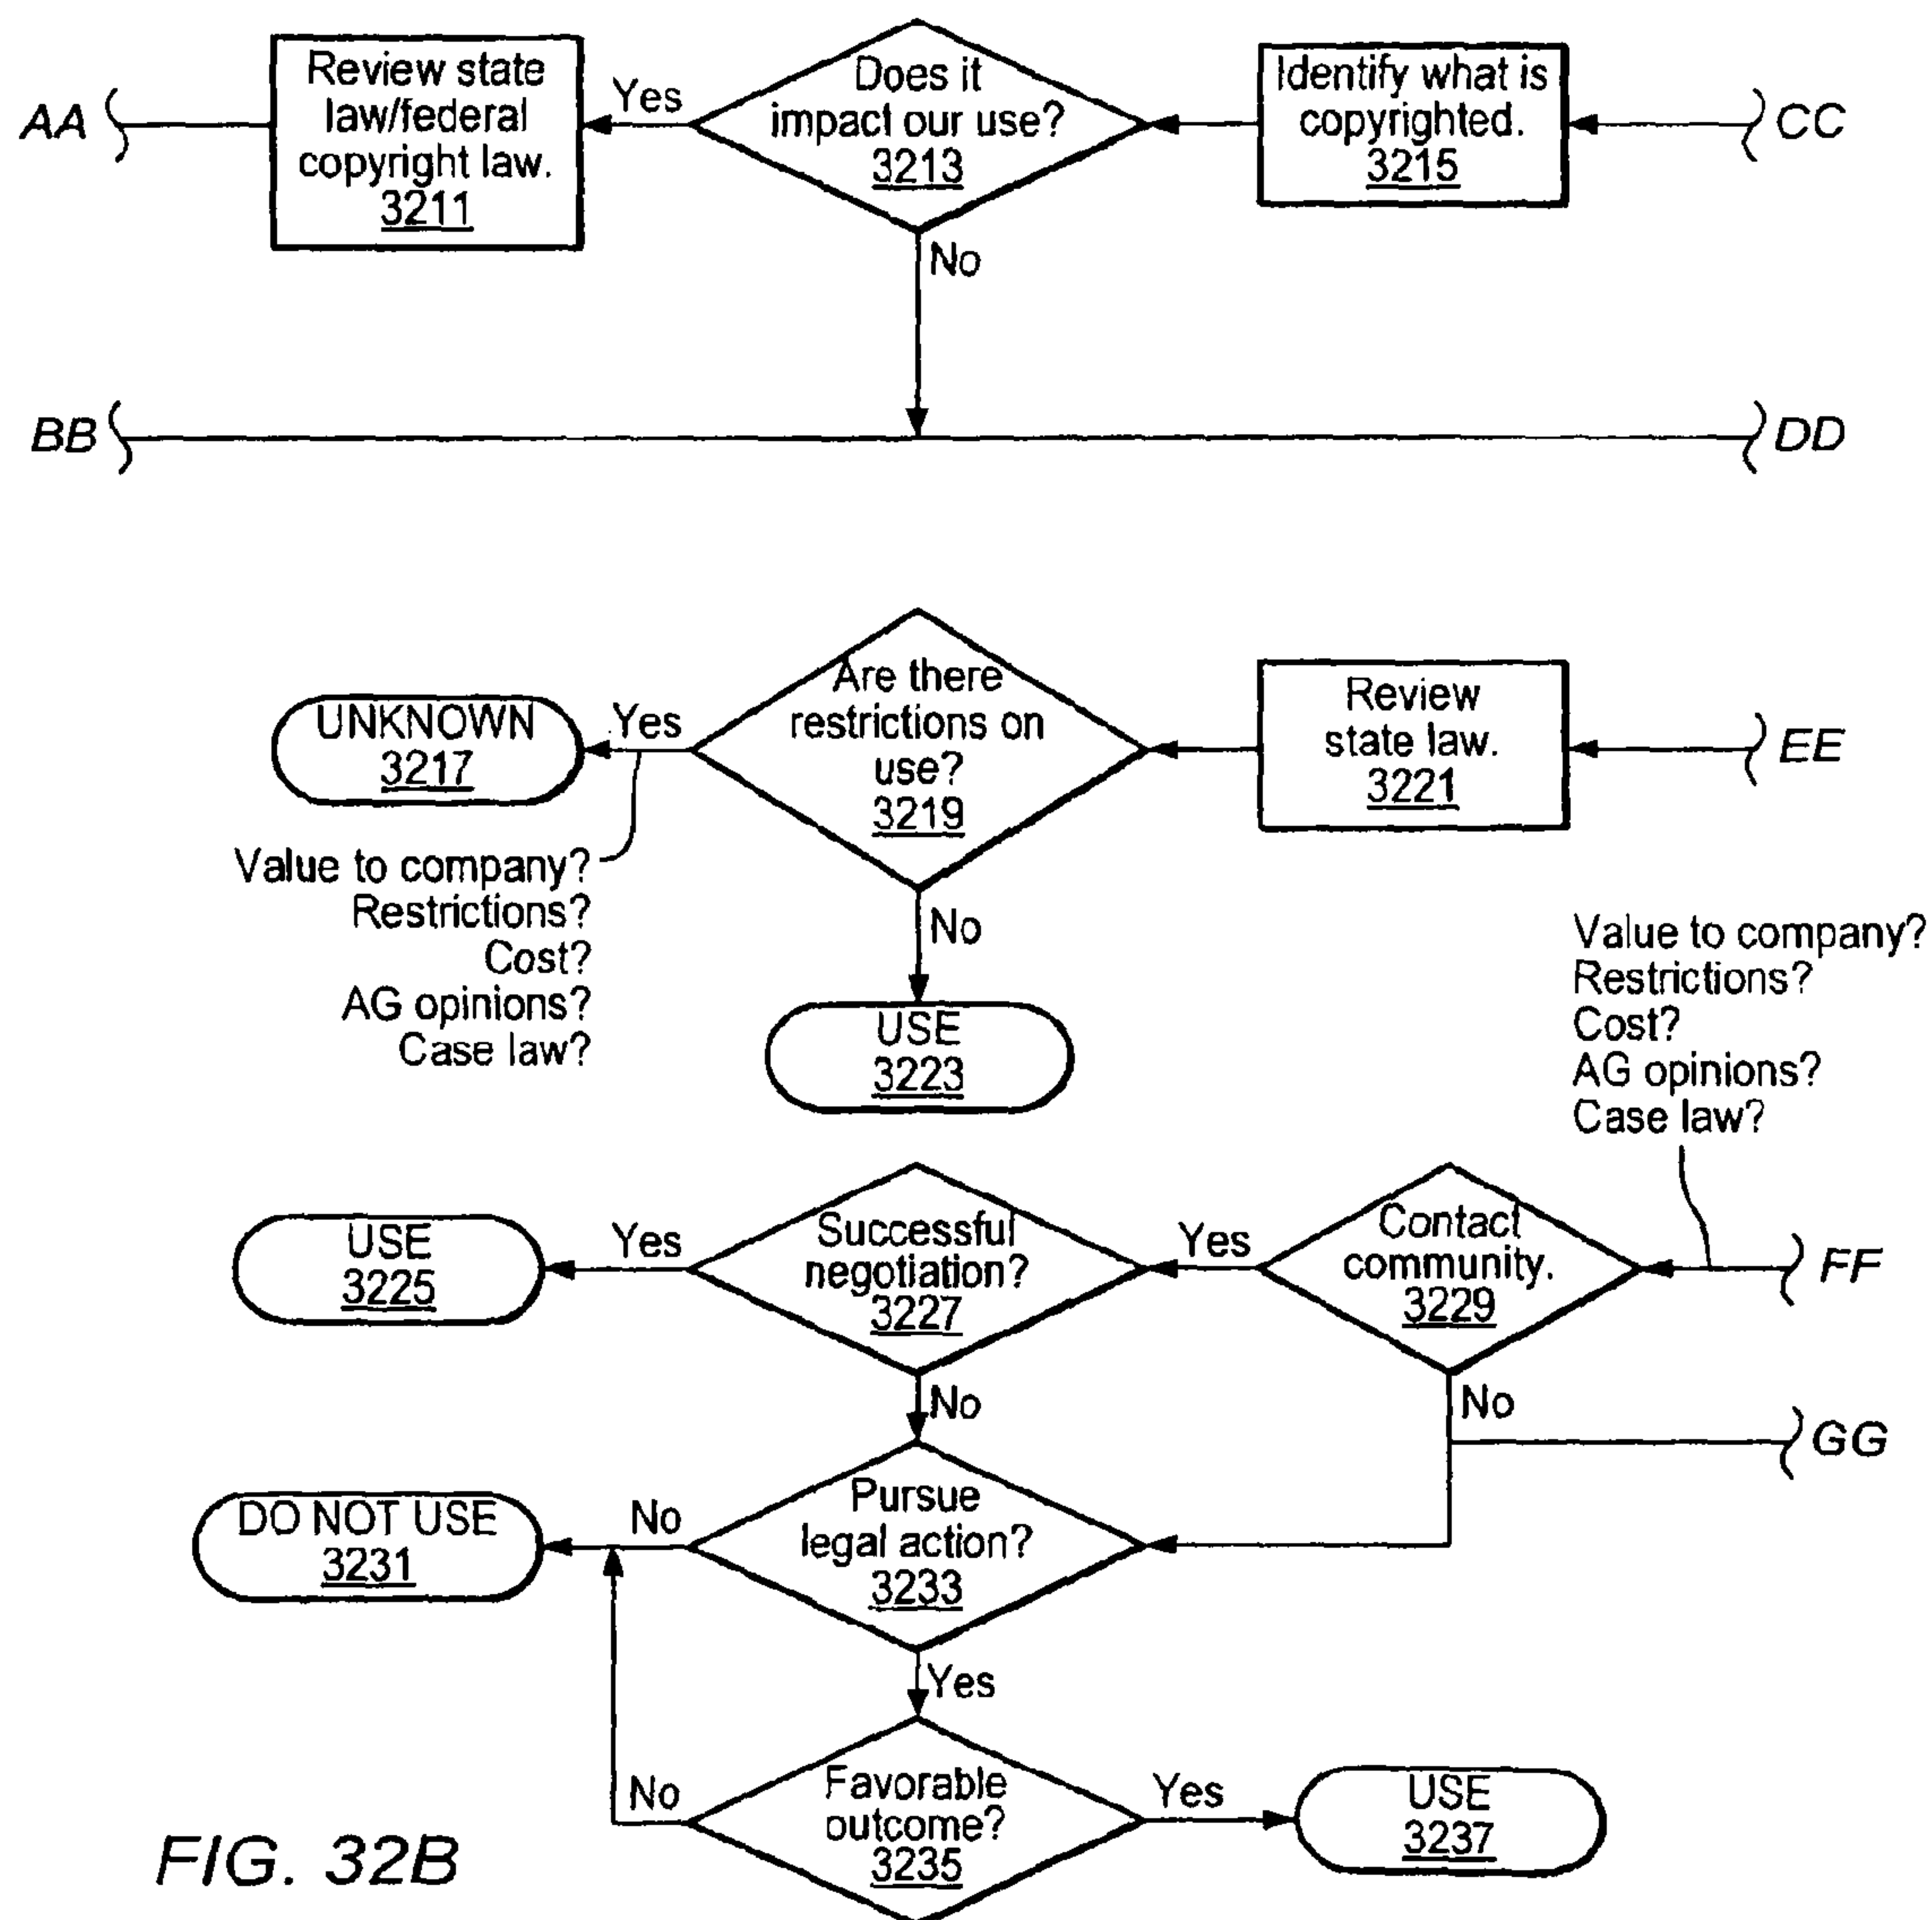 AA
Review state
law/federal
copyright law.
3211
Yes
Does it
impact our use?
3213
Identify what is
copyrighted.
3215
CC
No
BB
DD
UNKNOWN
3217
Yes
Are there
restrictions on
use?
3219
Review
state law.
3221
EE
Value to company?
Restrictions?
Cost?
AG opinions?
Case law?
No
USE
3223
Value to company?
Restrictions?
Cost?
AG opinions?
Case law?
USE
3225
Yes
Successful
negotiation?
3227
Yes
Contact
community.
3229
FF
No
No
GG
DO NOT USE
3231
No
Pursue
legal action?
3233
Yes
No
Favorable
outcome?
3235
Yes
USE
3237
FIG. 32B